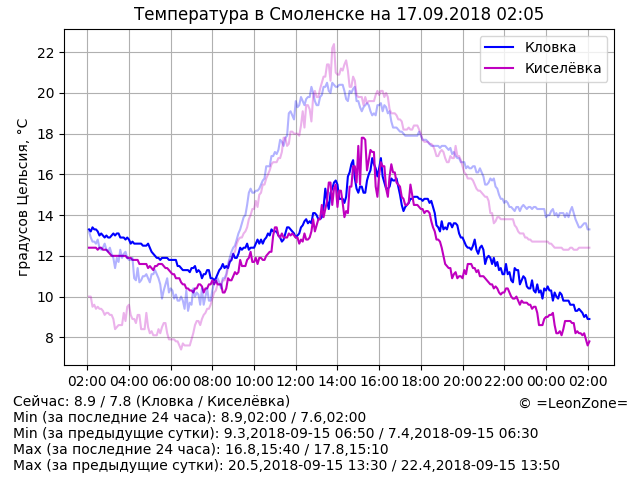 Температура в Смоленске на 17.09.2018 02:05
Кловка
Киселёвка
градусов Цельсия, °C
22
20
18
16
14
12
10
8
02:00 04:00 06:00 08:00 10:00 12:00 14:00 16:00 18:00 20:00 22:00 00:00 02:00
Сейчас: 8.9 / 7.8 (Кловка / Киселёвка)
© =LeonZone=
Min (за последние 24 часа): 8.9,02:00 / 7.6,02:00
Min (за предыдущие сутки): 9.3,2018-09-15 06:50 / 7.4,2018-09-15 06:30
Max (за последние 24 часа): 16.8,15:40 / 17.8,15:10
Max (за предыдущие сутки): 20.5,2018-09-15 13:30 / 22.4,2018-09-15 13:50